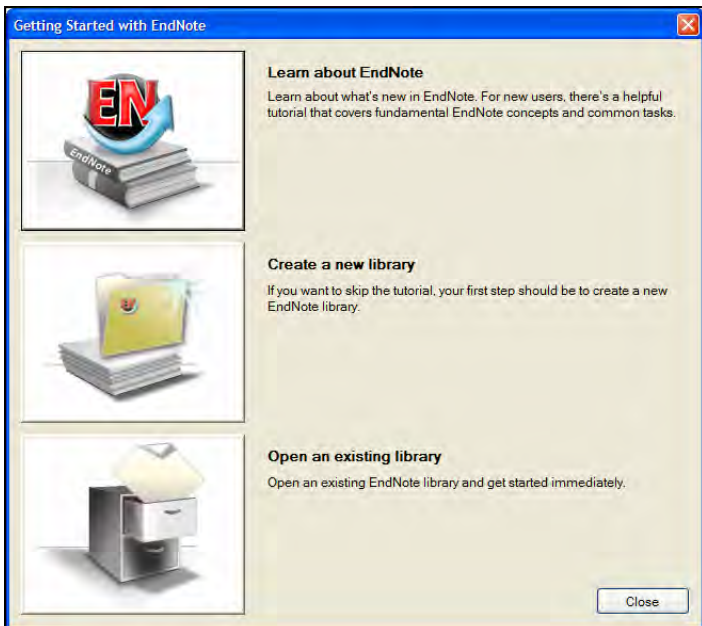 Getting Started with EndNote
EN
EndNote
Learn about EndNote
Learn about what's new in EndNote. For new users, there's a helpful
tutorial that covers fundamental EndNote concepts and common tasks.
Create a new library
If you want to skip the tutorial, your first step should be to create a new
EndNote library.
Open an existing library
Open an existing EndNote library and get started immediately.
Close